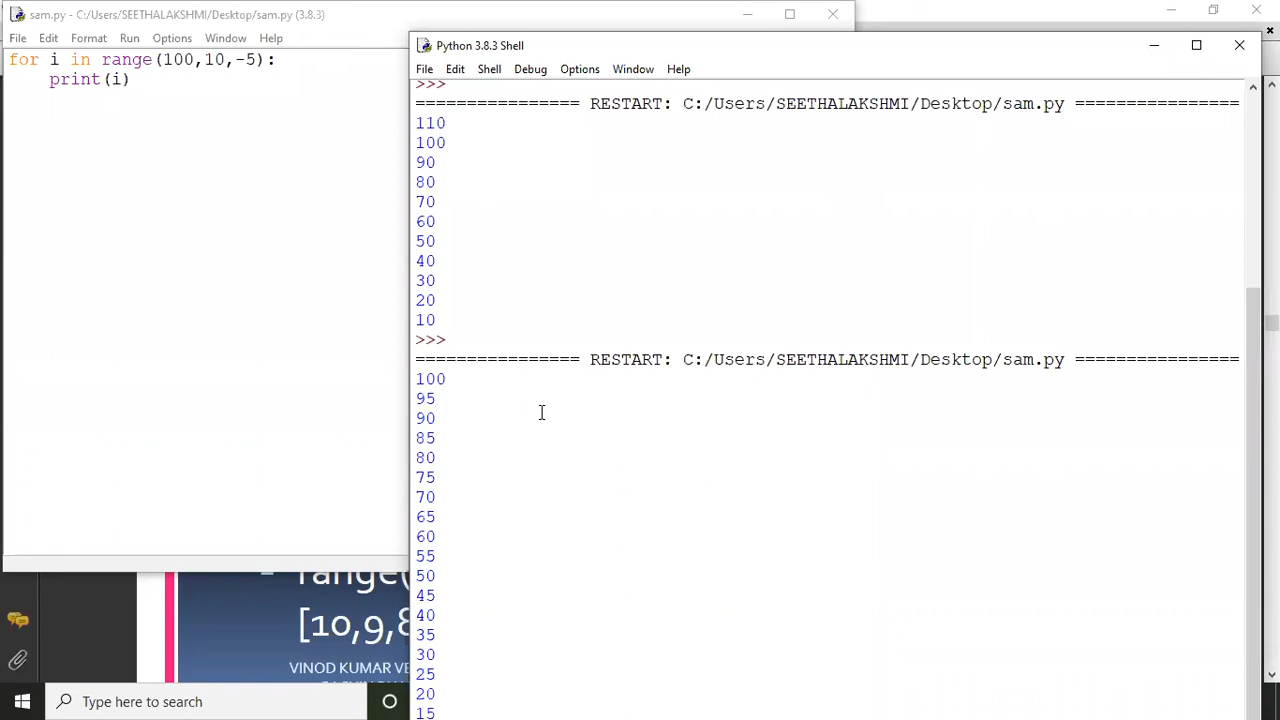 sam.py - C:/Users/SEETHALAKSHMI/Desktop/sam.py (3.8.3)
File Edit Format Run Options Window Help
for i in range(100,10,-5):
    print(i)
Python 3.8.3 Shell
File Edit Shell Debug Options Window Help
>>>
================ RESTART: C:/Users/SEETHALAKSHMI/Desktop/sam.py ================
110
100
90
80
70
60
50
40
30
20
10
>>>
================ RESTART: C:/Users/SEETHALAKSHMI/Desktop/sam.py ================
100
95
90
85
80
75
70
65
60
55
50
45
40
35
30
25
20
15
range(
[10,9,8
VINOD KUMAR VE
Type here to search